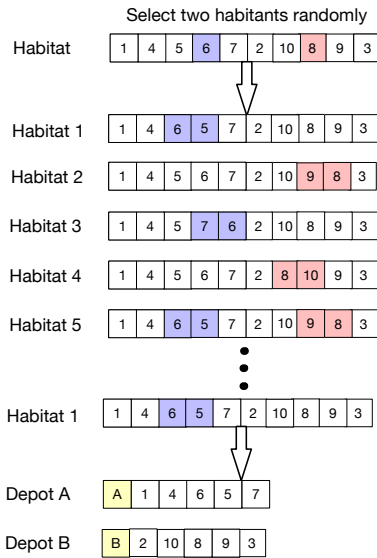 Select two habitants randomly
Habitat 1 4 5 6 7 2 10 8 9 3
Habitat 1 1 4 6 5 7 2 10 8 9 3
Habitat 2 1 4 5 6 7 2 10 9 8 3
Habitat 3 1 4 5 7 6 2 10 8 9 3
Habitat 4 1 4 5 6 7 2 8 10 9 3
Habitat 5 1 4 6 5 7 2 10 9 8 3
Habitat 1 1 4 6 5 7 2 10 8 9 3
Depot A A 1 4 6 5 7
Depot B B 2 10 8 9 3